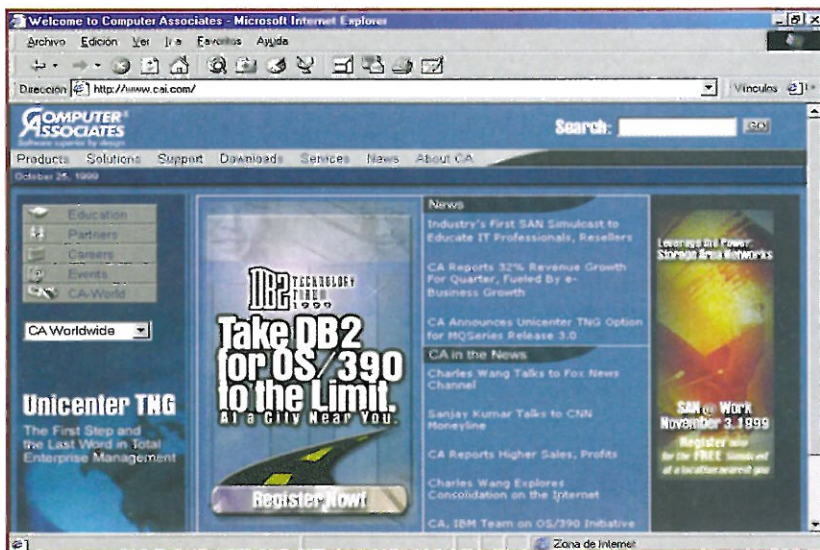 Welcome to Computer Associates - Microsoft Internet Explorer
Archivo Edición Ver Ir a Favoritos Ayuda
Dirección http://www.cai.com/ Vínculos
COMPUTER ASSOCIATES
Software superior by design
Search: GO
Products Solutions Support Downloads Services News About CA
October 25, 1999
Education
Partners
Careers
Events
CA-World
CA Worldwide
Unicenter TNG
The First Step and
the Last Word in Total
Enterprise Management
DB2 TECHNOLOGY
FORUM
1999
Take DB2
for OS/390
to the Limit.
At a City Near You.
Register Now!
News
Industry's First SAN Simulcast to
Educate IT Professionals, Resellers
CA Reports 32% Revenue Growth
For Quarter, Fueled By e-
Business Growth
CA Announces Unicenter TNG Option
for MQSeries Release 3.0
CA in the News
Charles Wang Talks to Fox News
Channel
Sanjay Kumar Talks to CNN
Moneyline
CA Reports Higher Sales, Profits
Charles Wang Explores
Consolidation on the Internet
CA, IBM Team on OS/390 Initiative
Leverage the Power
Storage Area Networks
SAN@Work
November 3, 1999
Register now
for the FREE simulcast
at a location nearest you
Zona de Internet